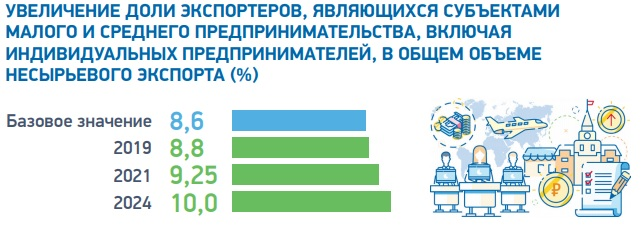 УВЕЛИЧЕНИЕ ДОЛИ ЭКСПОРТЕРОВ, ЯВЛЯЮЩИХСЯ СУБЪЕКТАМИ
МАЛОГО И СРЕДНЕГО ПРЕДПРИНИМАТЕЛЬСТВА, ВКЛЮЧАЯ
ИНДИВИДУАЛЬНЫХ ПРЕДПРИНИМАТЕЛЕЙ, В ОБЩЕМ ОБЪЕМЕ
НЕСЫРЬЕВОГО ЭКСПОРТА (%)
Базовое значение 8,6
2019 8,8
2021 9,25
2024 10,0
₽